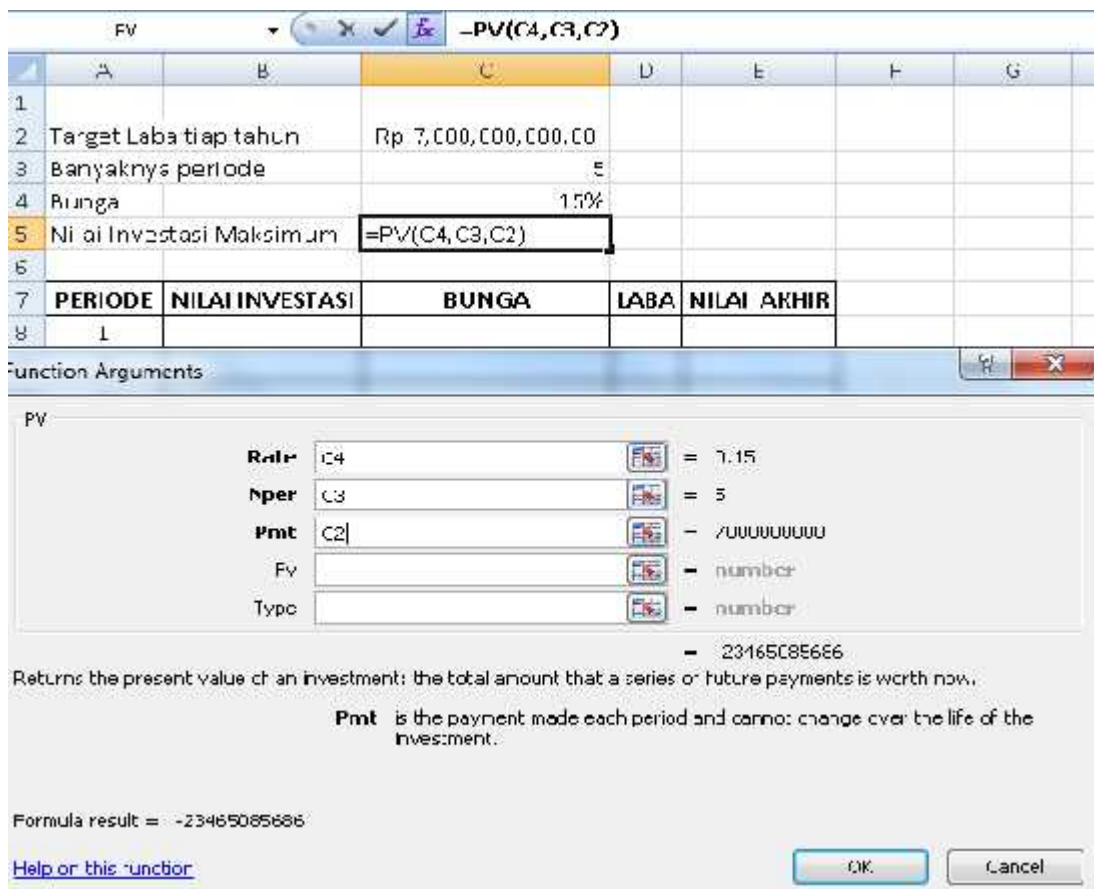 PV =PV(C4,C3,C2)
A B C D E F G
1
2 Target Laba tiap tahun Rp 7,000,000,000.00
3 Banyaknya periode 5
4 Bunga 15%
5 Nilai Investasi Maksimum =PV(C4,C3,C2)
6
7 PERIODE NILAI INVESTASI BUNGA LABA NILAI AKHIR
8 1
Function Arguments
PV
Rate C4 = 0.15
Nper C3 = 5
Pmt C2 = 7000000000
Fv = number
Type = number
= -23465085686
Returns the present value of an investment: the total amount that a series of future payments is worth now.
Pmt is the payment made each period and cannot change over the life of the
investment.
Formula result = -23465085686
Help on this function OK Cancel